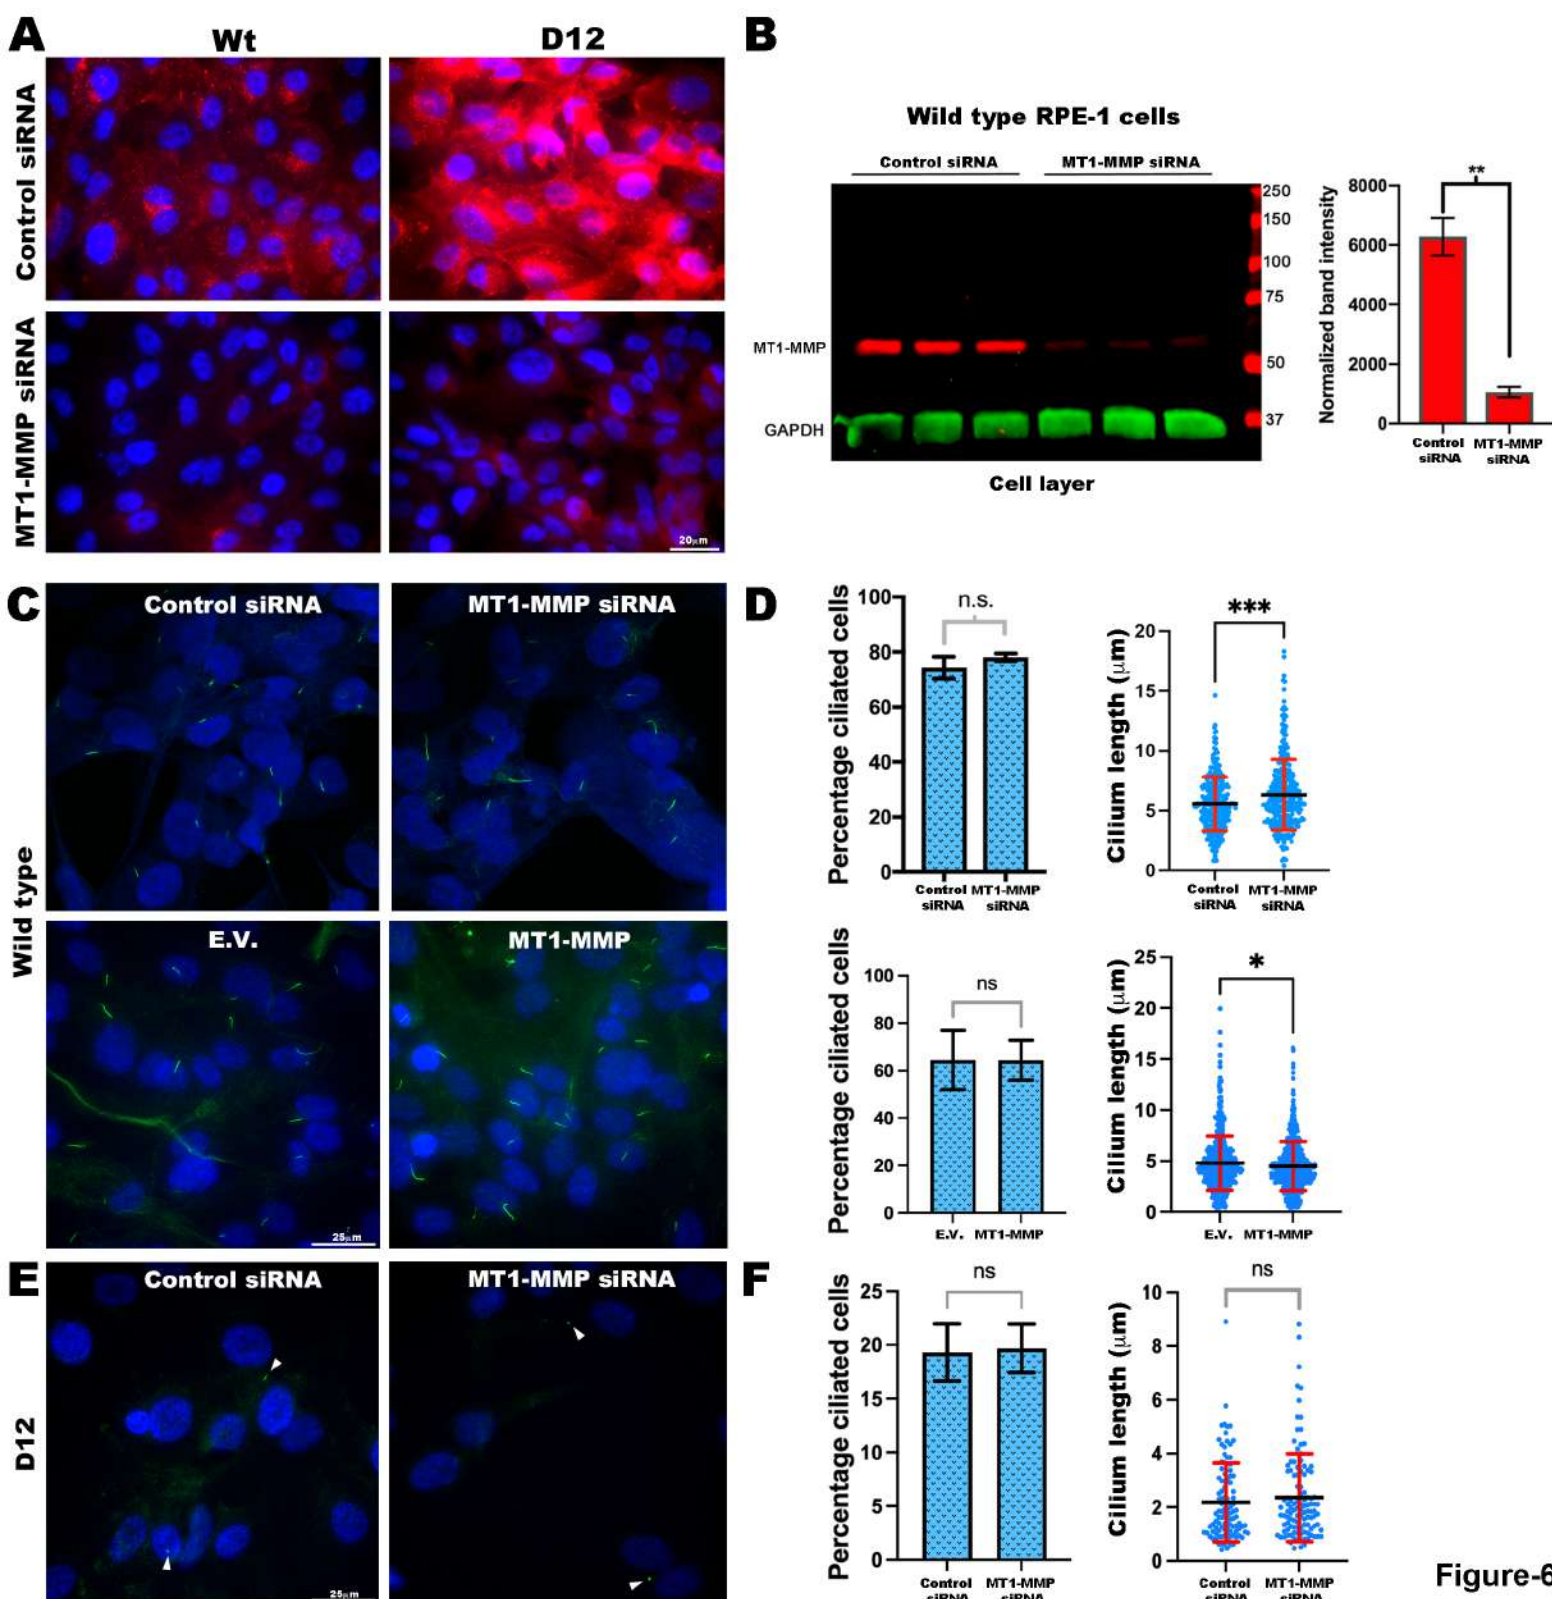 A
Wt
D12
Control siRNA
MT1-MMP siRNA
20μm
B
Wild type RPE-1 cells
Control siRNA MT1-MMP siRNA
250
150
100
75
MT1-MMP
50
GAPDH
37
Cell layer
Normalized band intensity
8000
6000
4000
2000
0
**
Control siRNA
MT1-MMP siRNA
C
Wild type
Control siRNA
MT1-MMP siRNA
E.V.
MT1-MMP
25μm
D
Percentage ciliated cells
100
80
60
40
20
0
n.s.
Control siRNA
MT1-MMP siRNA
Cilium length (μm)
20
15
10
5
0
***
Control siRNA
MT1-MMP siRNA
Percentage ciliated cells
100
80
60
40
20
0
ns
E.V. MT1-MMP
Cilium length (μm)
25
20
15
10
5
0
*
E.V. MT1-MMP
E
D12
Control siRNA
MT1-MMP siRNA
25μm
F
Percentage ciliated cells
25
20
15
10
5
0
ns
Control siRNA
MT1-MMP siRNA
Cilium length (μm)
10
8
6
4
2
0
ns
Control siRNA
MT1-MMP siRNA
Figure-6